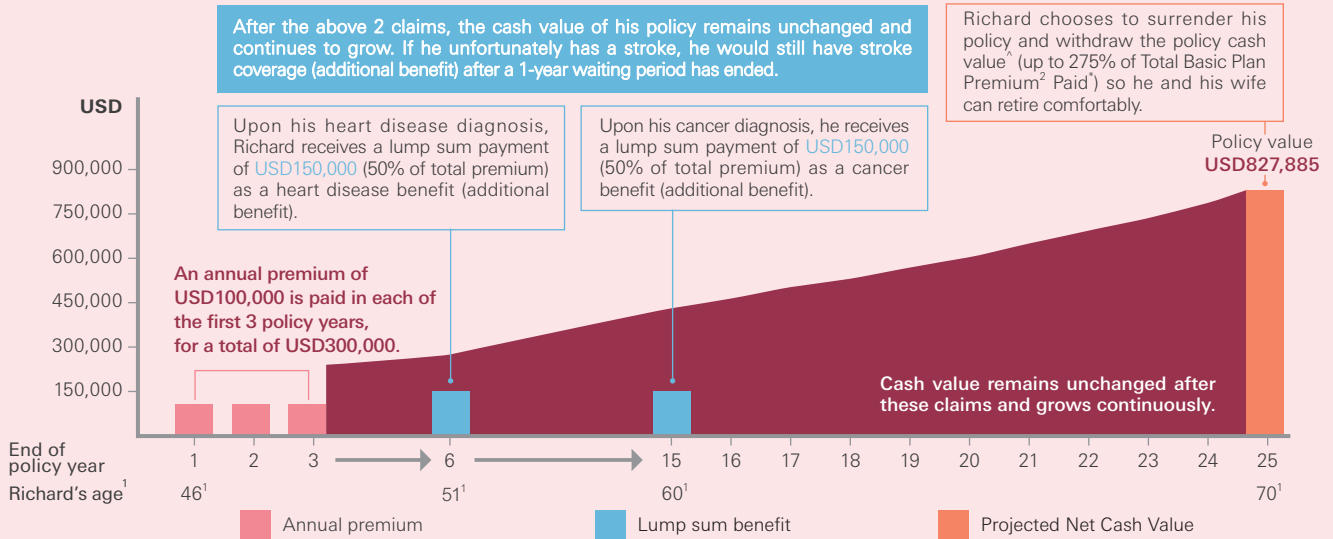 After the above 2 claims, the cash value of his policy remains unchanged and
continues to grow. If he unfortunately has a stroke, he would still have stroke
coverage (additional benefit) after a 1-year waiting period has ended.
Richard chooses to surrender his
policy and withdraw the policy cash
value^ (up to 275% of Total Basic Plan
Premium² Paid*) so he and his wife
can retire comfortably.
USD
Upon his heart disease diagnosis,
Richard receives a lump sum payment
of USD150,000 (50% of total premium)
as a heart disease benefit (additional
benefit).
Upon his cancer diagnosis, he receives
a lump sum payment of USD150,000
(50% of total premium) as a cancer
benefit (additional benefit).
Policy value
USD827,885
900,000
750,000
600,000
450,000
300,000
150,000
An annual premium of
USD100,000 is paid in each of
the first 3 policy years,
for a total of USD300,000.
Cash value remains unchanged after
these claims and grows continuously.
End of
policy year
1 2 3 6 15 16 17 18 19 20 21 22 23 24 25
Richard's age¹ 46¹ 51¹ 60¹ 70¹
Annual premium Lump sum benefit Projected Net Cash Value